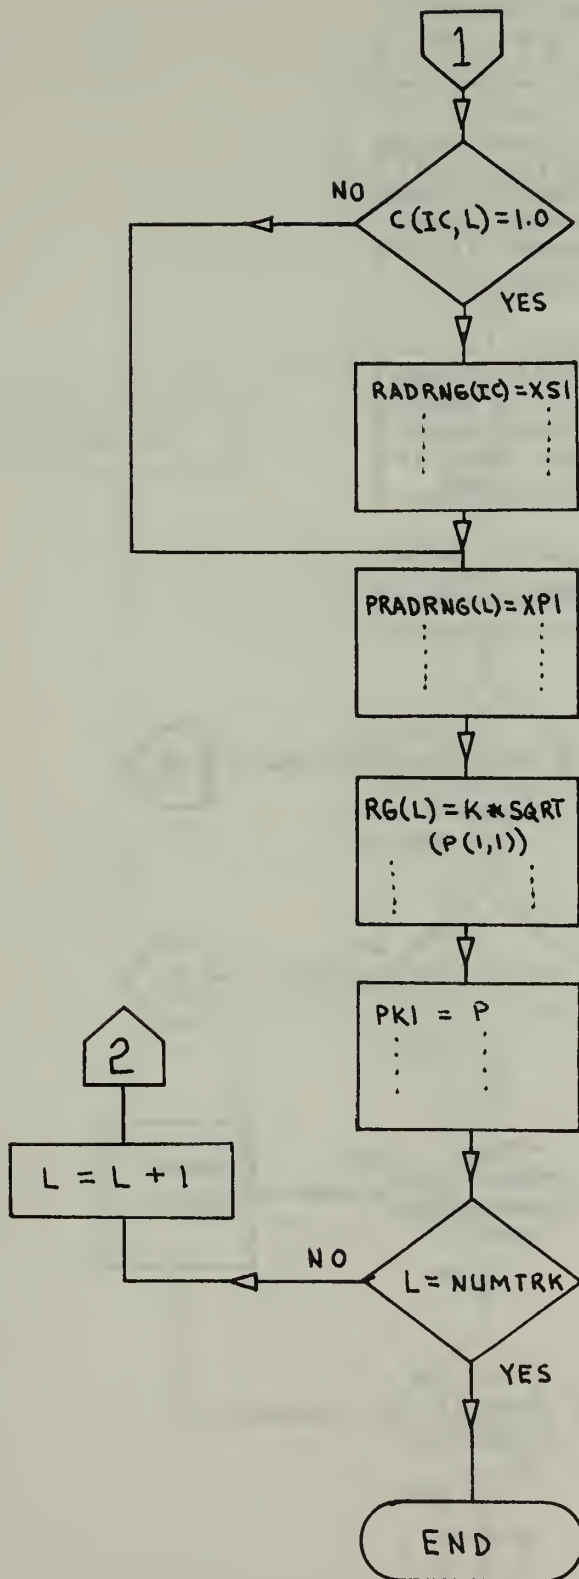 1
C(IC,L)=1.0
NO
YES
RADRNG(IC)=XS1
PRADRNG(L)=XP1
RG(L)=K*SQRT
(P(1,1))
PK1 = P
2
L = L + 1
NO
L = NUMTRK
YES
END